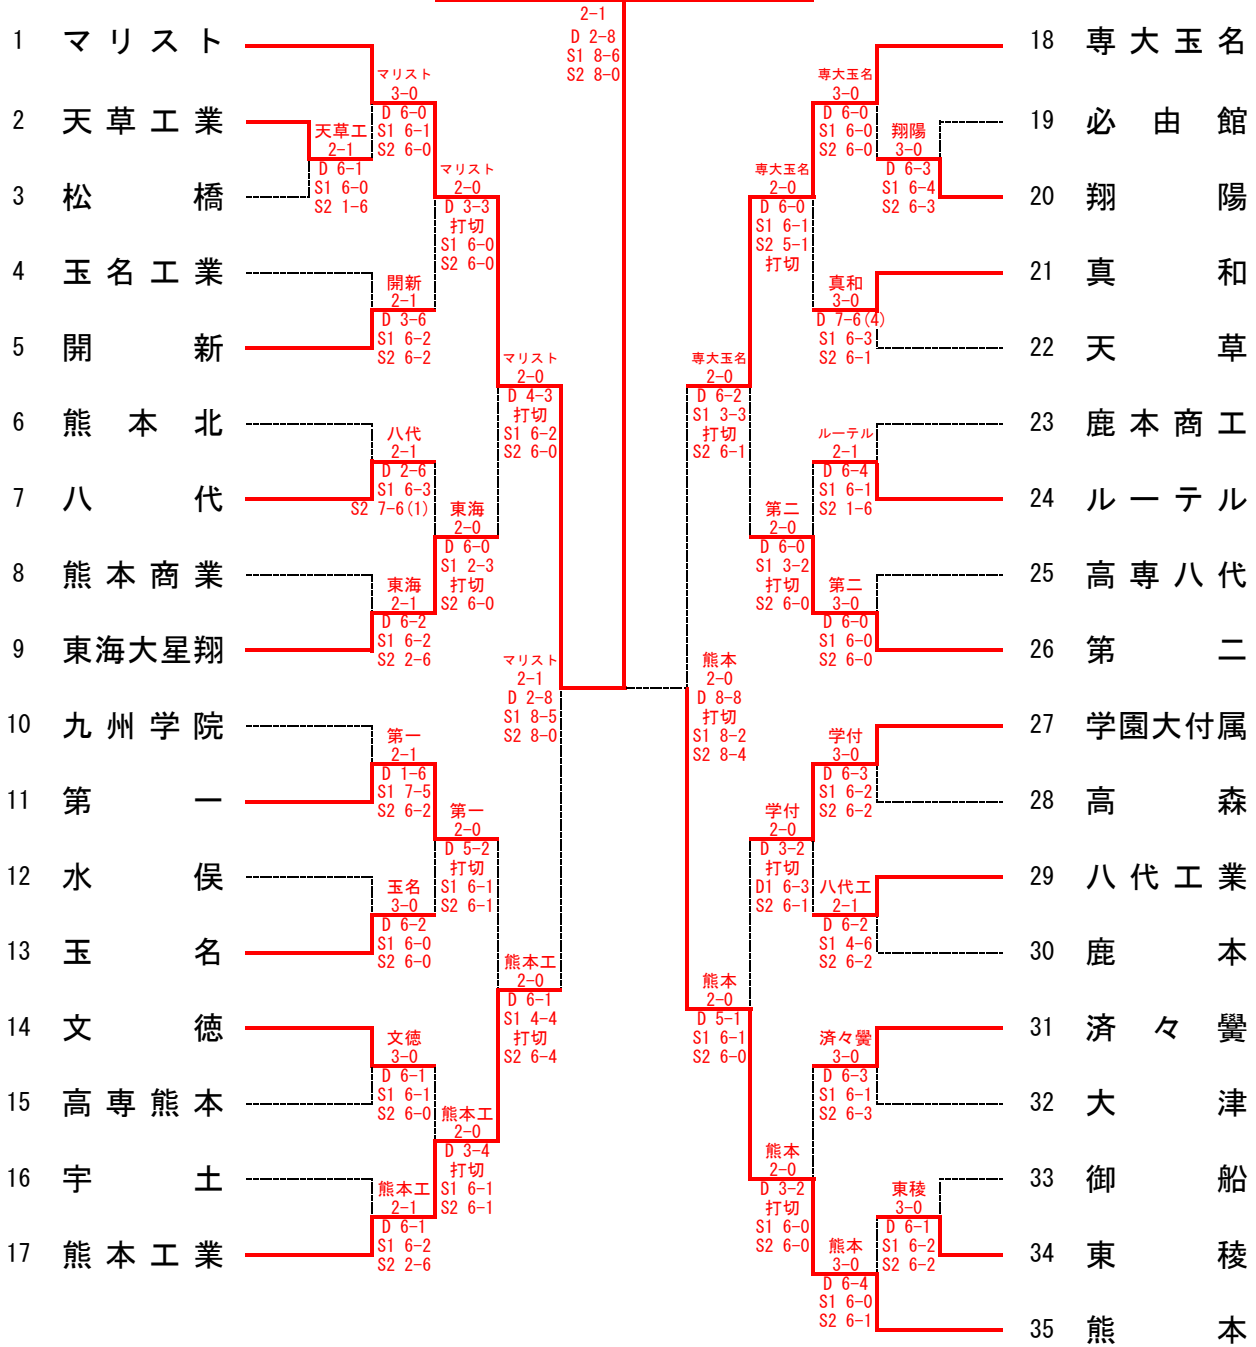 2-1
D 2-8
S1 8-6
S2 8-0
1 マリスト
マリスト
3-0
D 6-0
S1 6-1
S2 6-0
2 天草工業
天草工
2-1
D 6-1
S1 6-0
S2 1-6
3 松橋
マリスト
2-0
D 3-3
打切
S1 6-0
S2 6-0
4 玉名工業
開新
2-1
D 3-6
S1 6-2
S2 6-2
5 開新
マリスト
2-0
D 4-3
打切
S1 6-2
S2 6-0
6 熊本北
八代
2-1
D 2-6
S1 6-3
S2 7-6(1)
7 八代
東海
2-0
D 6-0
S1 2-3
打切
S2 6-0
8 熊本商業
東海
2-1
D 6-2
S1 6-2
S2 2-6
9 東海大星翔
マリスト
2-1
D 2-8
S1 8-5
S2 8-0
10 九州学院
第一
2-1
D 1-6
S1 7-5
S2 6-2
11 第一
第一
2-0
D 5-2
打切
S1 6-1
S2 6-1
12 水俣
玉名
3-0
D 6-2
S1 6-0
S2 6-0
13 玉名
熊本工
2-0
D 6-1
S1 4-4
打切
S2 6-4
14 文徳
文徳
3-0
D 6-1
S1 6-1
S2 6-0
15 高専熊本
熊本工
2-0
D 3-4
打切
S1 6-1
S2 6-1
16 宇土
熊本工
2-1
D 6-1
S1 6-2
S2 2-6
17 熊本工業
18 専大玉名
専大玉名
3-0
D 6-0
S1 6-0
S2 6-0
19 必由館
翔陽
3-0
D 6-3
S1 6-4
S2 6-3
20 翔陽
専大玉名
2-0
D 6-0
S1 6-1
S2 5-1
打切
21 真和
真和
3-0
D 7-6(4)
S1 6-3
S2 6-1
22 天草
専大玉名
2-0
D 6-2
S1 3-3
打切
S2 6-1
23 鹿本商工
ルーテル
2-1
D 6-4
S1 6-1
S2 1-6
24 ルーテル
第二
2-0
D 6-0
S1 3-2
打切
S2 6-0
25 高専八代
第二
3-0
D 6-0
S1 6-0
S2 6-0
26 第二
熊本
2-0
D 8-8
打切
S1 8-2
S2 8-4
27 学園大付属
学付
3-0
D 6-3
S1 6-2
S2 6-2
28 高森
学付
2-0
D 3-2
打切
D1 6-3
S2 6-1
29 八代工業
八代工
2-1
D 6-2
S1 4-6
S2 6-2
30 鹿本
熊本
2-0
D 5-1
S1 6-1
S2 6-0
31 済々黌
済々黌
3-0
D 6-3
S1 6-1
S2 6-3
32 大津
熊本
2-0
D 3-2
打切
S1 6-0
S2 6-0
33 御船
東稜
3-0
D 6-1
S1 6-2
S2 6-2
34 東稜
熊本
3-0
D 6-4
S1 6-0
S2 6-1
35 熊本